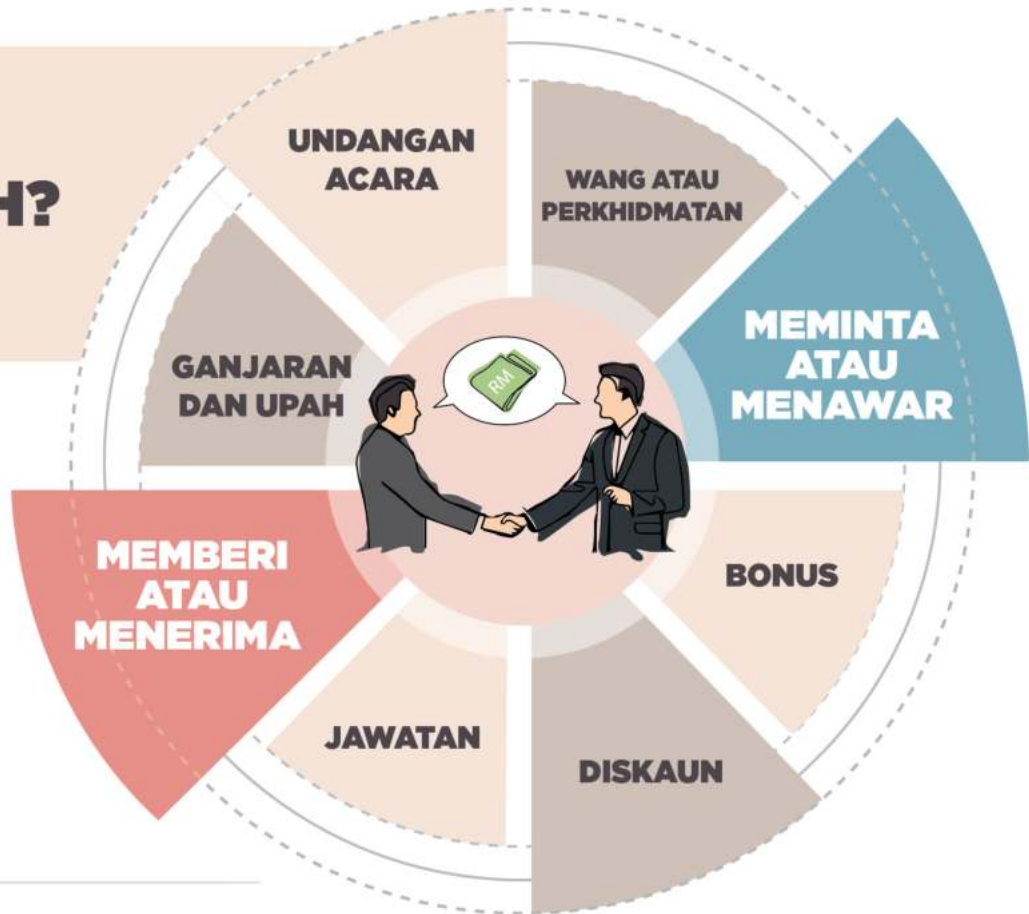 H?
UNDANGAN
ACARA
WANG ATAU
PERKHIDMATAN
MEMINTA
ATAU
MENAWAR
GANJARAN
DAN UPAH
RM
MEMBERI
ATAU
MENERIMA
BONUS
JAWATAN
DISKAUN